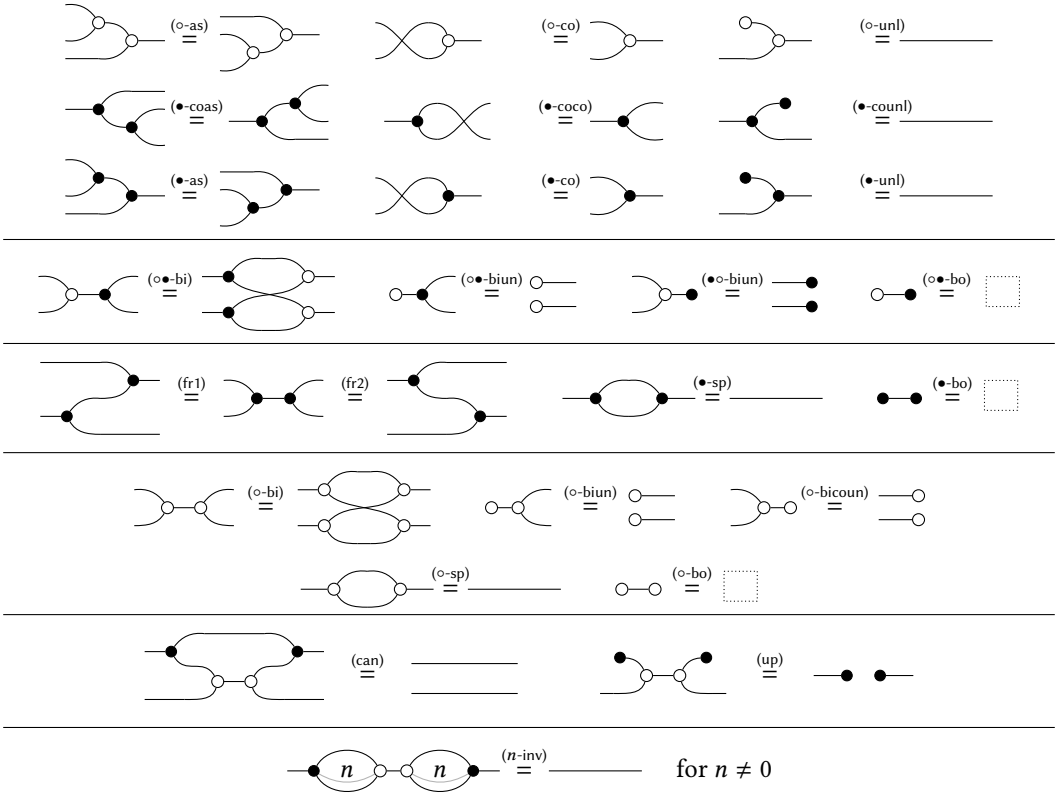 (○-as) = (○-co) = (○-unl) =
(●-coas) = (●-coco) = (●-counl) =
(●-as) = (●-co) = (●-unl) =
(○●-bi) = (○●-biun) = (●○-biun) = (○●-bo) =
(fr1) = (fr2) = (●-sp) = (●-bo) =
(○-bi) = (○-biun) = (○-bicoun) =
(○-sp) = (○-bo) =
(can) = (up) =
n n (n-inv) = for n ≠ 0